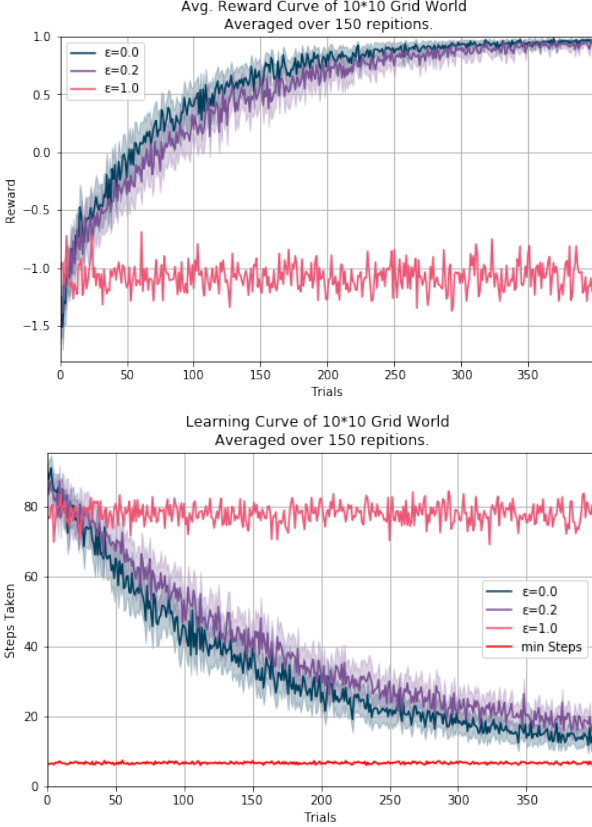 Avg. Reward Curve of 10*10 Grid World
Averaged over 150 repitions.
1.0
0.5
0.0
−0.5
−1.0
−1.5
Reward
ε=0.0
ε=0.2
ε=1.0
0 50 100 150 200 250 300 350
Trials
Learning Curve of 10*10 Grid World
Averaged over 150 repitions.
80
60
40
20
0
Steps Taken
ε=0.0
ε=0.2
ε=1.0
min Steps
0 50 100 150 200 250 300 350
Trials